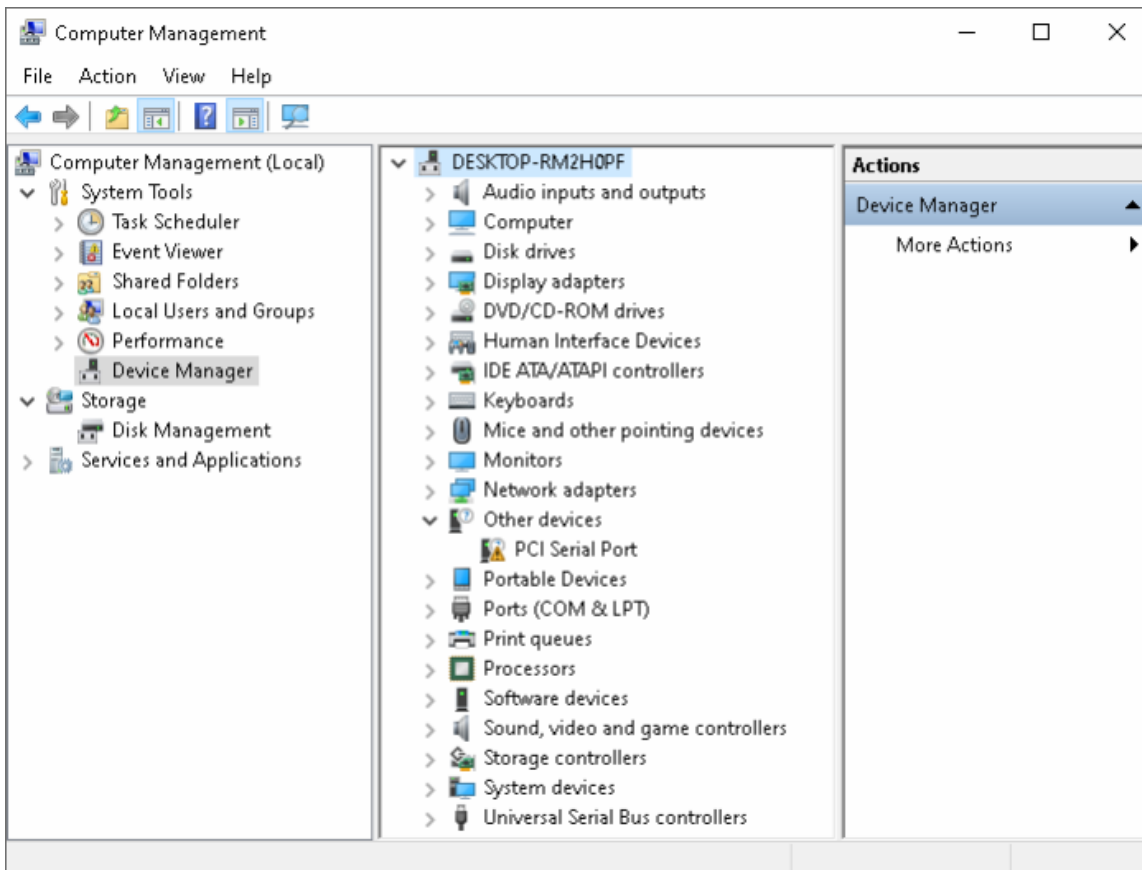 Computer Management
File Action View Help
Computer Management (Local)
System Tools
Task Scheduler
Event Viewer
Shared Folders
Local Users and Groups
Performance
Device Manager
Storage
Disk Management
Services and Applications
DESKTOP-RM2H0PF
Audio inputs and outputs
Computer
Disk drives
Display adapters
DVD/CD-ROM drives
Human Interface Devices
IDE ATA/ATAPI controllers
Keyboards
Mice and other pointing devices
Monitors
Network adapters
Other devices
PCI Serial Port
Portable Devices
Ports (COM & LPT)
Print queues
Processors
Software devices
Sound, video and game controllers
Storage controllers
System devices
Universal Serial Bus controllers
Actions
Device Manager
More Actions